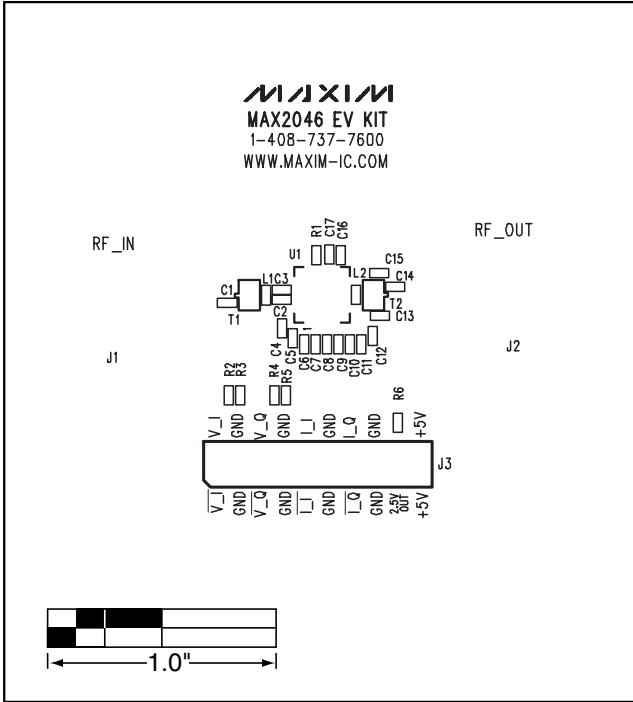 MAXIM
MAX2046 EV KIT
1-408-737-7600
WWW.MAXIM-IC.COM
RF_IN
RF_OUT
R1
C17
C16
U1
C15
C14
C1
L1
C3
L2
T1
T2
C2
C13
1
C4
C5
C6
C7
C8
C9
C10
C11
C12
J1
J2
R2
R3
R4
R5
R6
V_I
GND
V_Q
GND
I_I
GND
I_Q
GND
+5V
J3
V_I
GND
V_Q
GND
I_I
GND
I_Q
GND
2.5V
OUT
+5V
1.0"